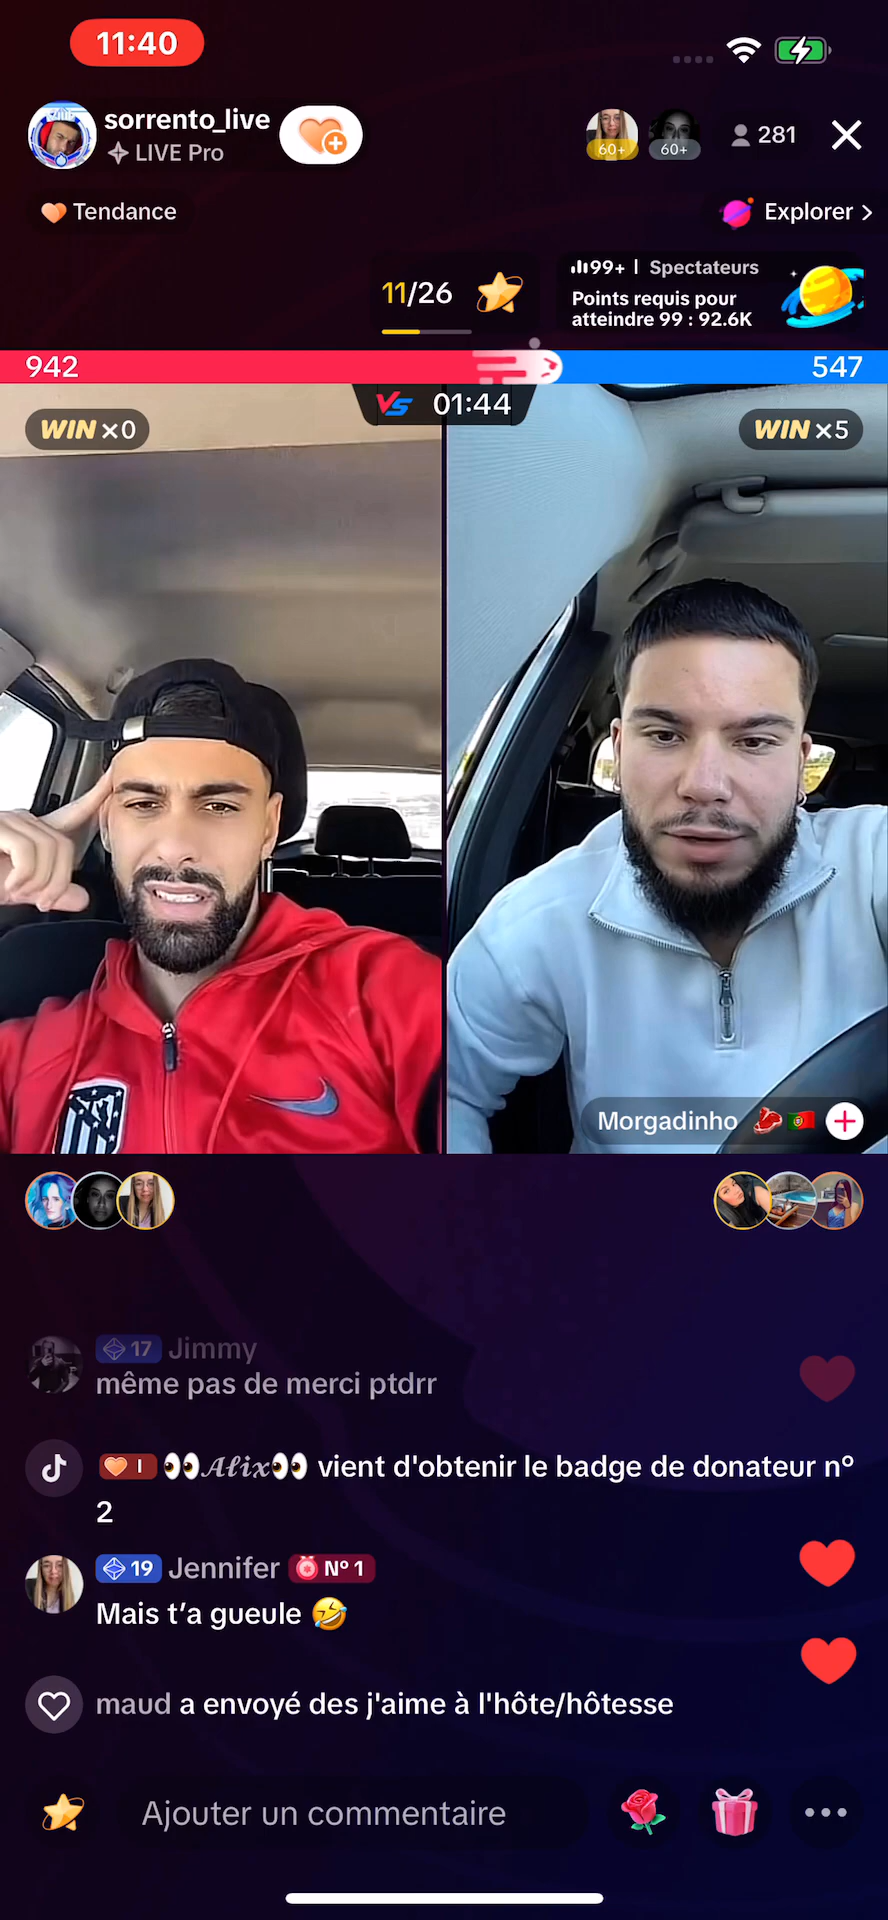 11:40
sorrento_live
LIVE Pro
60+
60+
281
Tendance
Explorer
11/26
99+ | Spectateurs
Points requis pour
atteindre 99 : 92.6K
942
547
VS 01:44
WIN ×0
WIN ×5
Morgadinho
17 Jimmy
même pas de merci ptdrr
I 👀𝓐𝓵𝓲𝔁👀 vient d'obtenir le badge de donateur n°
2
19 Jennifer N° 1
Mais t’a gueule 🤣
maud a envoyé des j'aime à l'hôte/hôtesse
Ajouter un commentaire